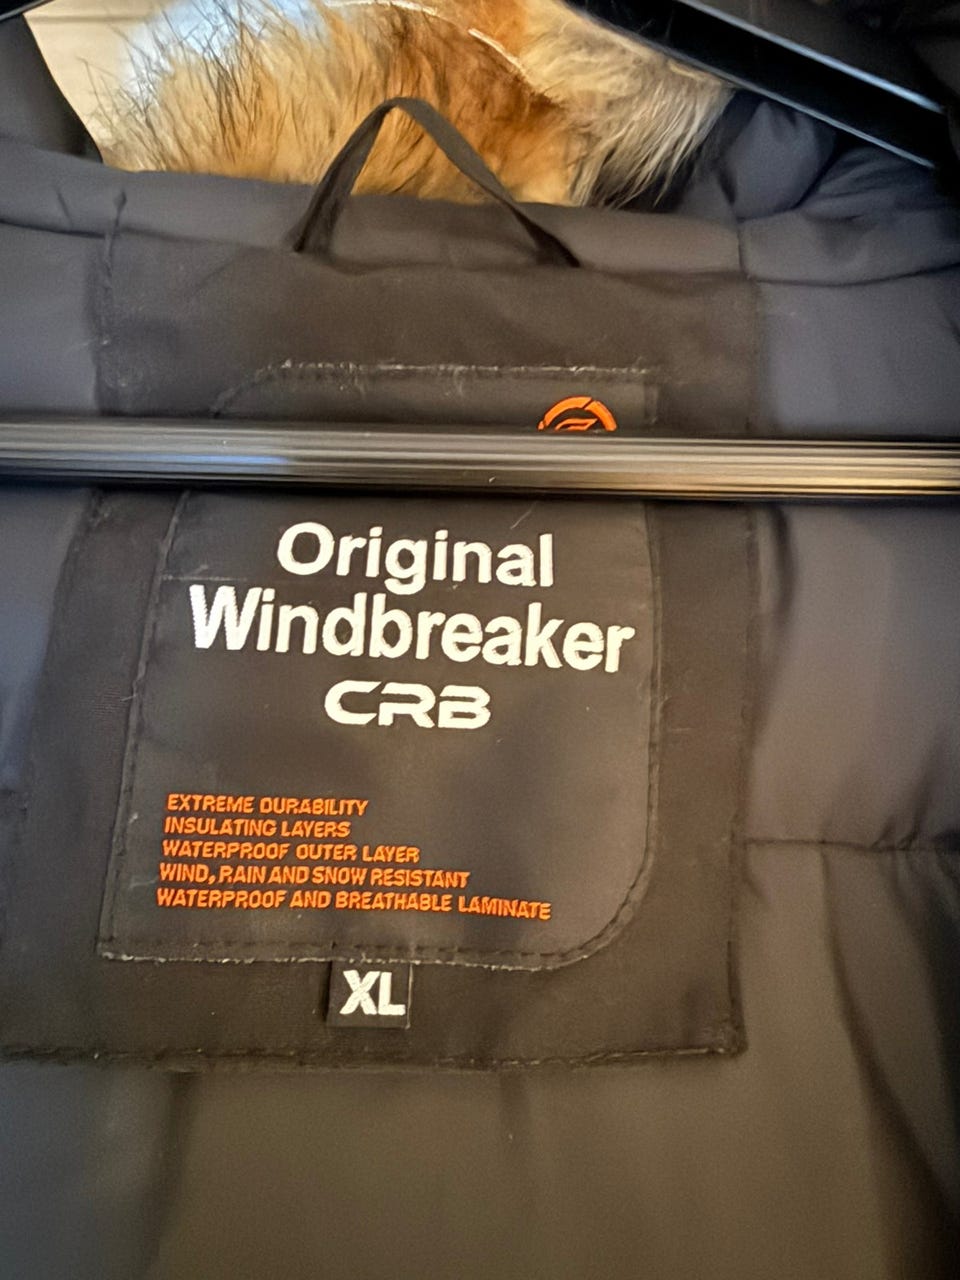 Original
Windbreaker
CRB
EXTREME DURABILITY
INSULATING LAYERS
WATERPROOF OUTER LAYER
WIND, RAIN AND SNOW RESISTANT
WATERPROOF AND BREATHABLE LAMINATE
XL